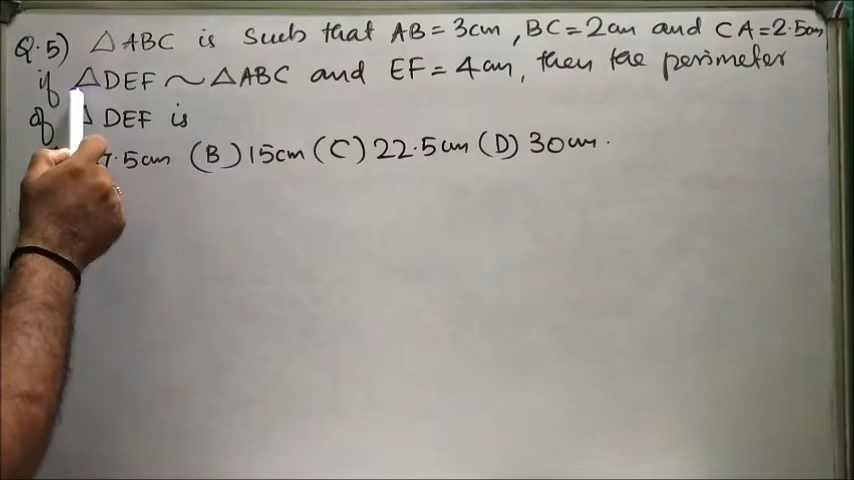 Q.5) △ABC is such that AB = 3cm, BC = 2cm and CA = 2.5cm
if △DEF ~ △ABC and EF = 4cm, then the perimeter
of △DEF is
.5cm (B) 15cm (C) 22.5cm (D) 30cm.